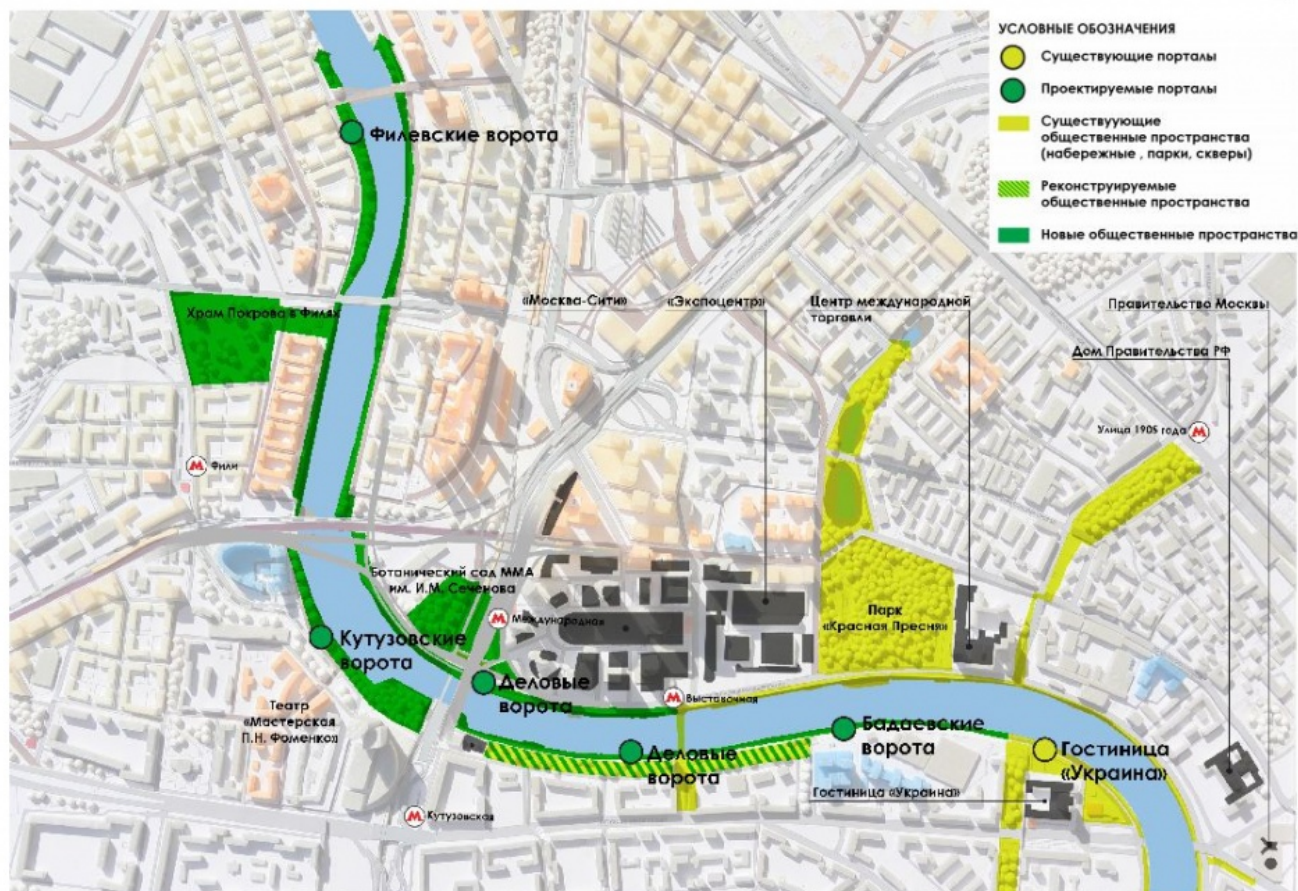 УСЛОВНЫЕ ОБОЗНАЧЕНИЯ
Существующие порталы
Проектируемые порталы
Существуующие
общественные пространства
(набережные , парки, скверы)
Реконструируемые
общественные пространства
Новые общественные пространства
Филевские ворота
«Москва-Сити»
«Экспоцентр»
Центр международной
торговли
Правительство Москвы
Храм Покрова в Филях
Дом Правительства РФ
Улица 1905 года
Фили
Ботанический сад ММА
им. И.М. Сеченова
Международная
Парк
«Красная Пресня»
Кутузовские
ворота
Деловые
ворота
Выставочная
Театр
«Мастерская
П.Н. Фоменко»
Деловые
ворота
Бадаевские
ворота
Гостиница
«Украина»
Гостиница «Украина»
Кутузовская